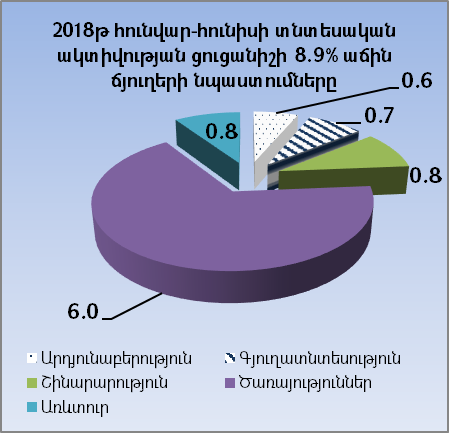 2018թ հունվար-հունիսի տնտեսական
ակտիվության ցուցանիշի 8.9% աճին
ճյուղերի նպաստումները
0.6
0.7
0.8
0.8
6.0
Արդյունաբերություն
Գյուղատնտեսություն
Շինարարություն
Ծառայություններ
Առևտուր